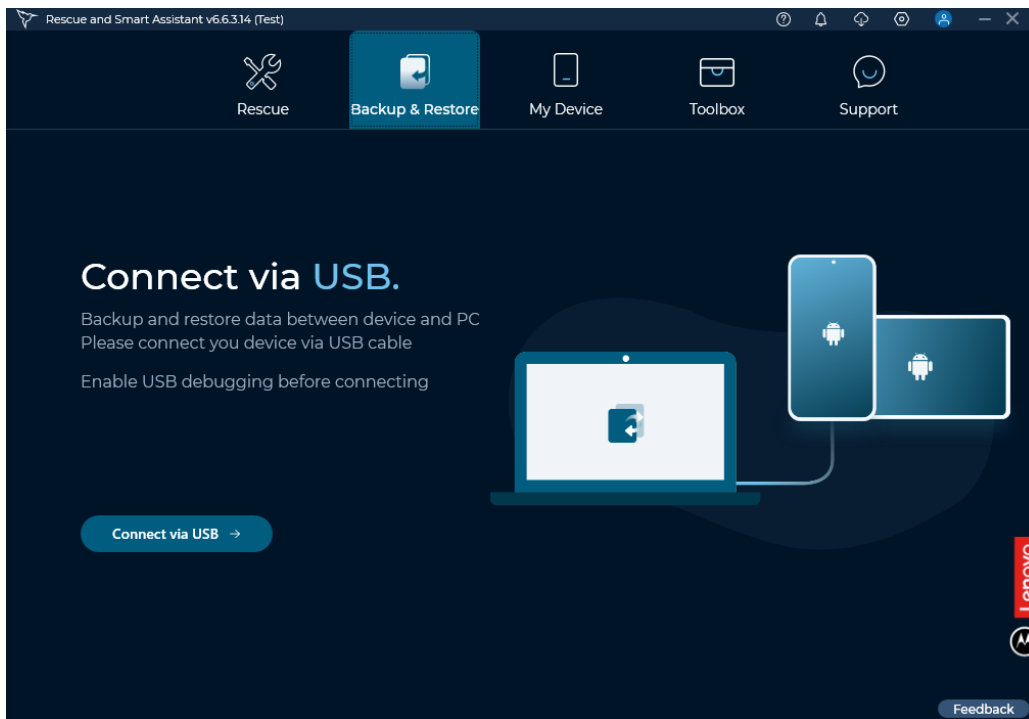 Rescue and Smart Assistant v6.6.3.14 (Test)
Rescue
Backup & Restore
My Device
Toolbox
Support
Connect via USB.
Backup and restore data between device and PC
Please connect you device via USB cable
Enable USB debugging before connecting
Connect via USB
Lenovo
Feedback